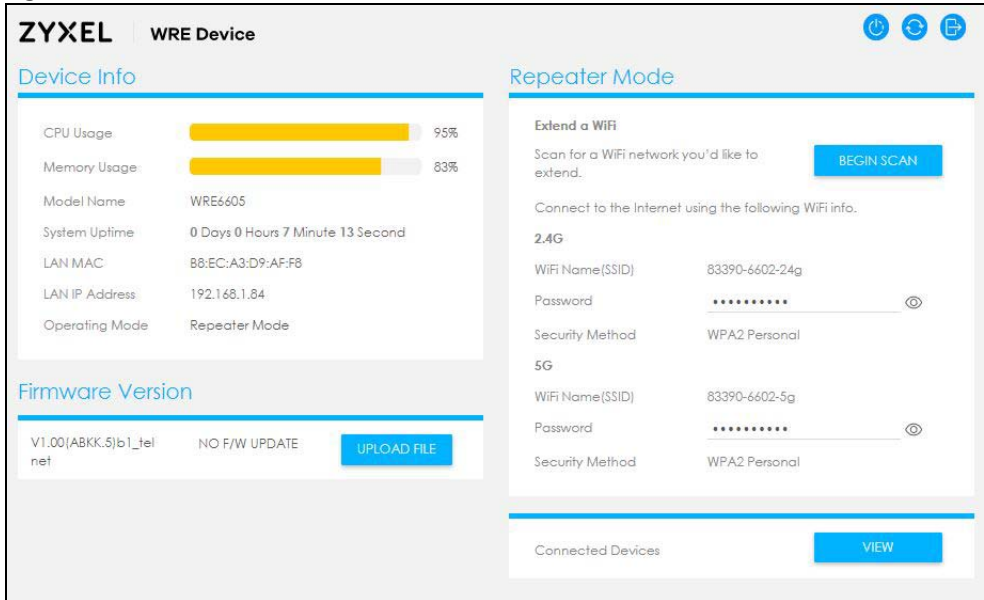 ZYXEL WRE Device
Device Info
CPU Usage 95%
Memory Usage 83%
Model Name WRE6605
System Uptime 0 Days 0 Hours 7 Minute 13 Second
LAN MAC B8:EC:A3:D9:AF:F8
LAN IP Address 192.168.1.84
Operating Mode Repeater Mode
Firmware Version
V1.00(ABKK.5)b1_tel
net
NO F/W UPDATE
UPLOAD FILE
Repeater Mode
Extend a WiFi
Scan for a WiFi network you'd like to
extend.
BEGIN SCAN
Connect to the Internet using the following WiFi info.
2.4G
WiFi Name(SSID) 83390-6602-24g
Password ••••••••••
Security Method WPA2 Personal
5G
WiFi Name(SSID) 83390-6602-5g
Password ••••••••••
Security Method WPA2 Personal
Connected Devices VIEW